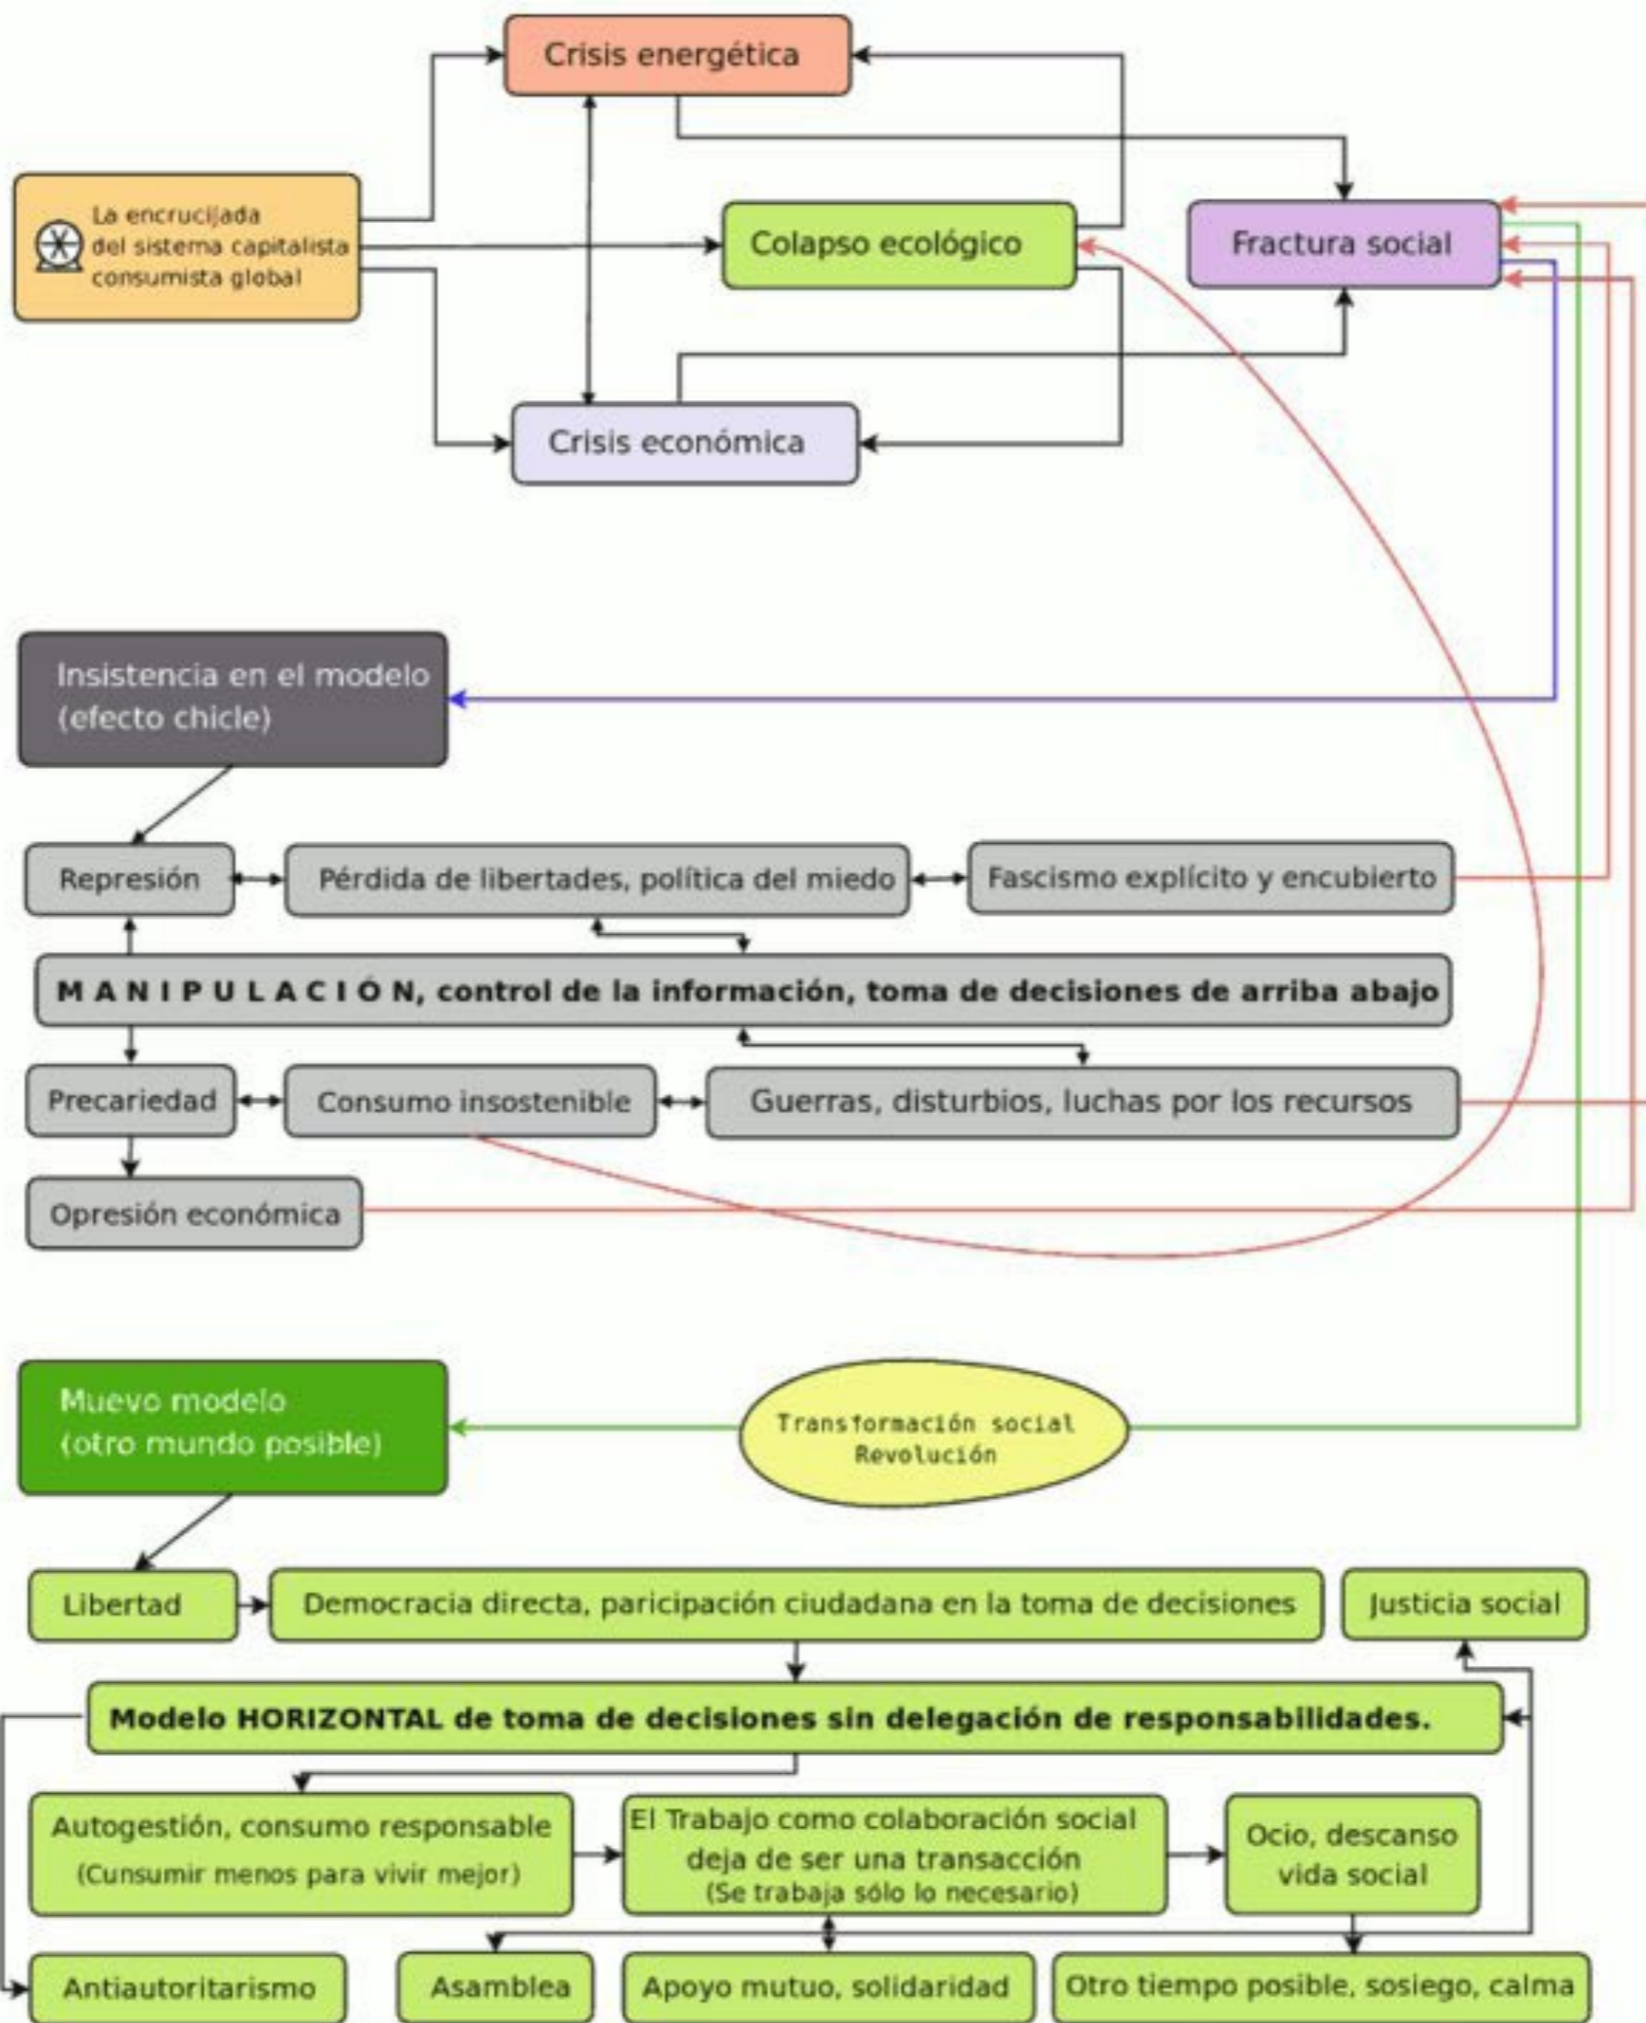 Crisis energética
La encrucijada
del sistema capitalista
consumista global
Colapso ecológico
Fractura social
Crisis económica
Insistencia en el modelo
(efecto chicle)
Represión
Pérdida de libertades, política del miedo
Fascismo explícito y encubierto
M A N I P U L A C I Ó N, control de la información, toma de decisiones de arriba abajo
Precariedad
Consumo insostenible
Guerras, disturbios, luchas por los recursos
Opresión económica
Muevo modelo
(otro mundo posible)
Transformación social
Revolución
Libertad
Democracia directa, paricipación ciudadana en la toma de decisiones
Justicia social
Modelo HORIZONTAL de toma de decisiones sin delegación de responsabilidades.
Autogestión, consumo responsable
(Cunsumir menos para vivir mejor)
El Trabajo como colaboración social
deja de ser una transacción
(Se trabaja sólo lo necesario)
Ocio, descanso
vida social
Antiautoritarismo
Asamblea
Apoyo mutuo, solidaridad
Otro tiempo posible, sosiego, calma